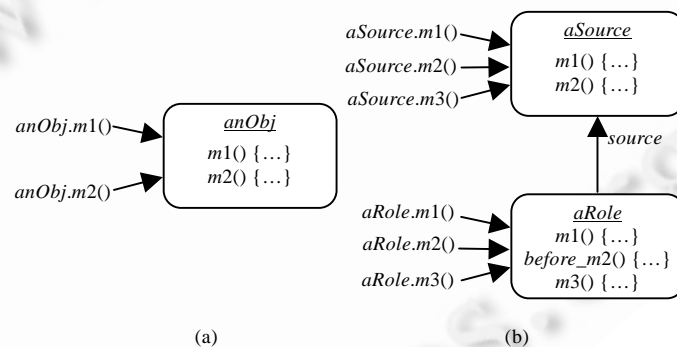 anObj.m1()
anObj.m2()
anObj
m1() {…}
m2() {…}
(a)
aSource.m1()
aSource.m2()
aSource.m3()
aSource
m1() {…}
m2() {…}
source
aRole.m1()
aRole.m2()
aRole.m3()
aRole
m1() {…}
before_m2() {…}
m3() {…}
(b)